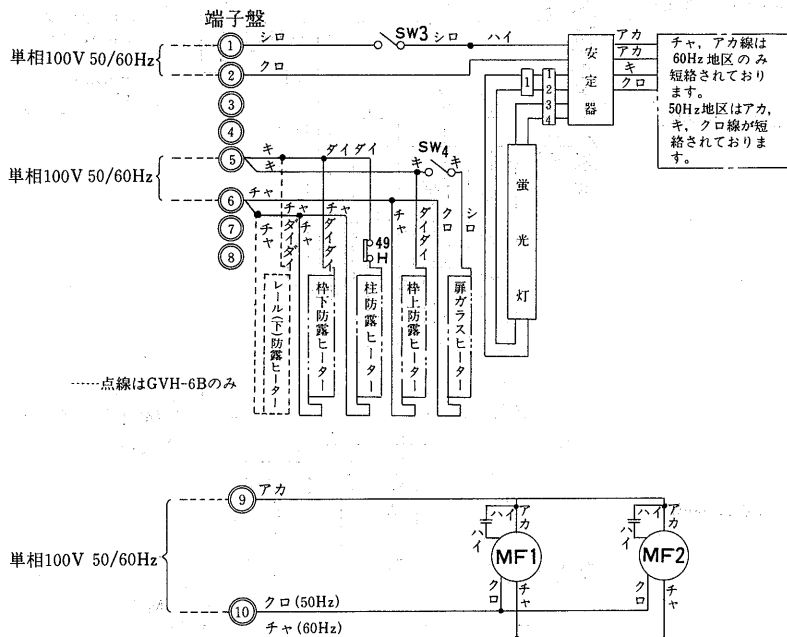 端子盤
単相100V 50/60Hz
① シロ SW3 シロ ハイ
② クロ
③
④
安定器
アカ
アカ
キ
クロ
チャ，アカ線は
60Hz地区のみ
短絡されており
ます。
50Hz地区はアカ，
キ，クロ線が短
絡されておりま
す。
1
1
2
3
4
蛍光灯
単相100V 50/60Hz
⑤ キ ダイダイ
キ キ SW4 キ
⑥ チャ
チャ チャ チャ
⑦
⑧
チャ
ダイダイ
チャ
ダイダイ
49
H
チャ
ダイダイ
クロ
シロ
レール(下)防露ヒーター
枠下防露ヒーター
柱防露ヒーター
枠上防露ヒーター
扉ガラスヒーター
……点線はGVH-6Bのみ
単相100V 50/60Hz
⑨ アカ
ハイ アカ
ハイ
MF1
クロ チャ
ハイ アカ
ハイ
MF2
クロ チャ
⑩ クロ(50Hz)
チャ(60Hz)